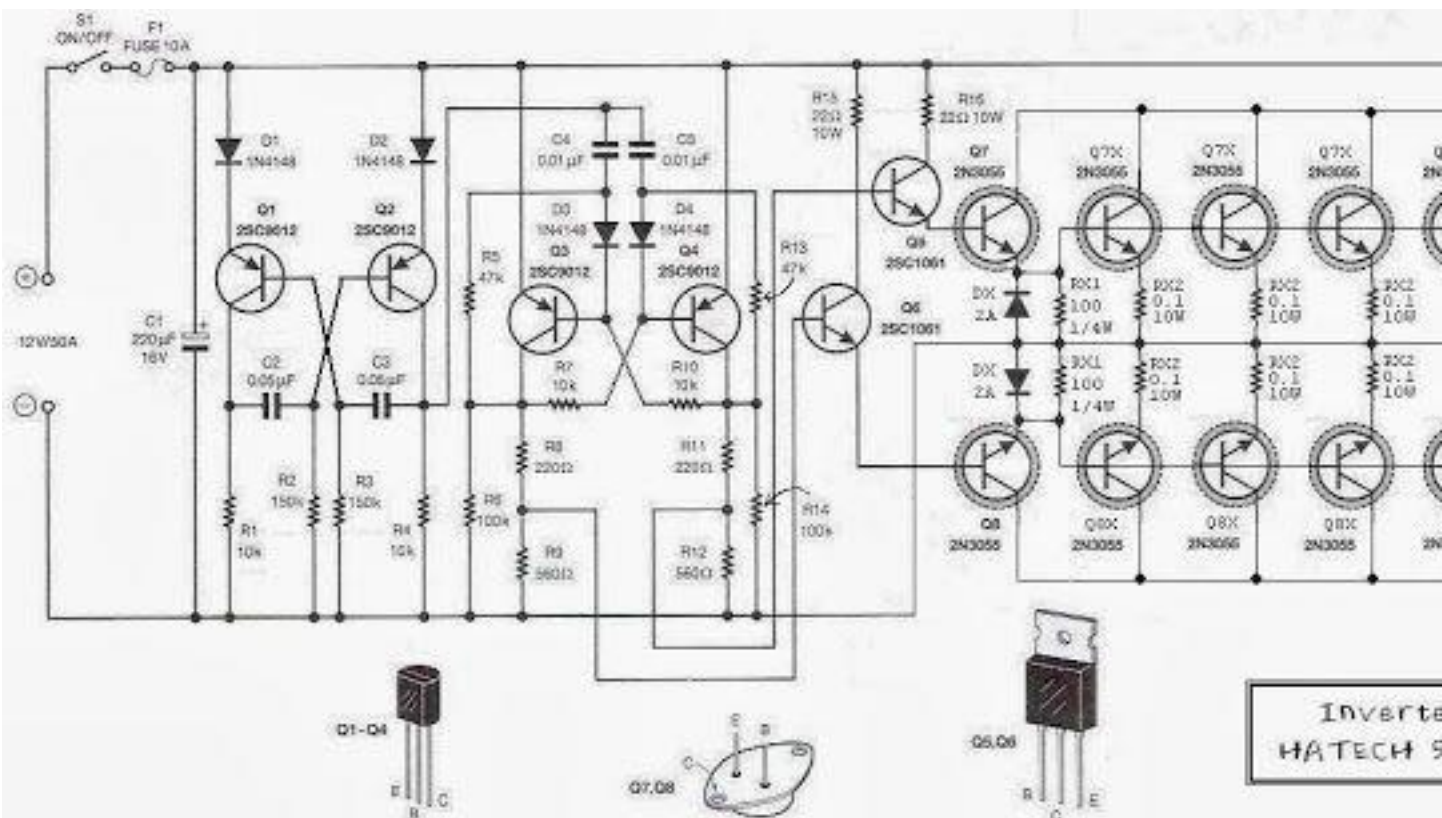 S1
ON/OFF
F1
FUSE 10A
D1
1N4148
D2
1N4148
Q1
2SC9012
Q2
2SC9012
C1
220µF
16V
+
12V/50A
C2
0.05µF
C3
0.05µF
R1
10k
R2
150k
R3
150k
R4
10k
C4
0.01µF
C5
0.01µF
D3
1N4148
D4
1N4148
Q3
2SC9012
Q4
2SC9012
R5
47k
R6
100k
R7
10k
R10
10k
R8
220Ω
R11
220Ω
R9
560Ω
R12
560Ω
R13
47k
R14
100k
R15
22Ω
10W
R16
22Ω 10W
2SC1061
Q6
2SC1061
Q7
2N3055
Q7X
2N3055
Q7X
2N3055
Q7X
2N3055
DX
2A
RX1
100
1/4W
RX2
0.1
10W
RX2
0.1
10W
RX2
0.1
10W
DX
2A
RX1
100
1/4W
RX2
0.1
10W
RX2
0.1
10W
RX2
0.1
10W
Q8
2N3055
Q8X
2N3055
Q8X
2N3055
Q8X
2N3055
Q1-Q4
E
B
C
Q7,Q8
C
E
B
Q5,Q6
B
C
E
Inverte
HATECH 5